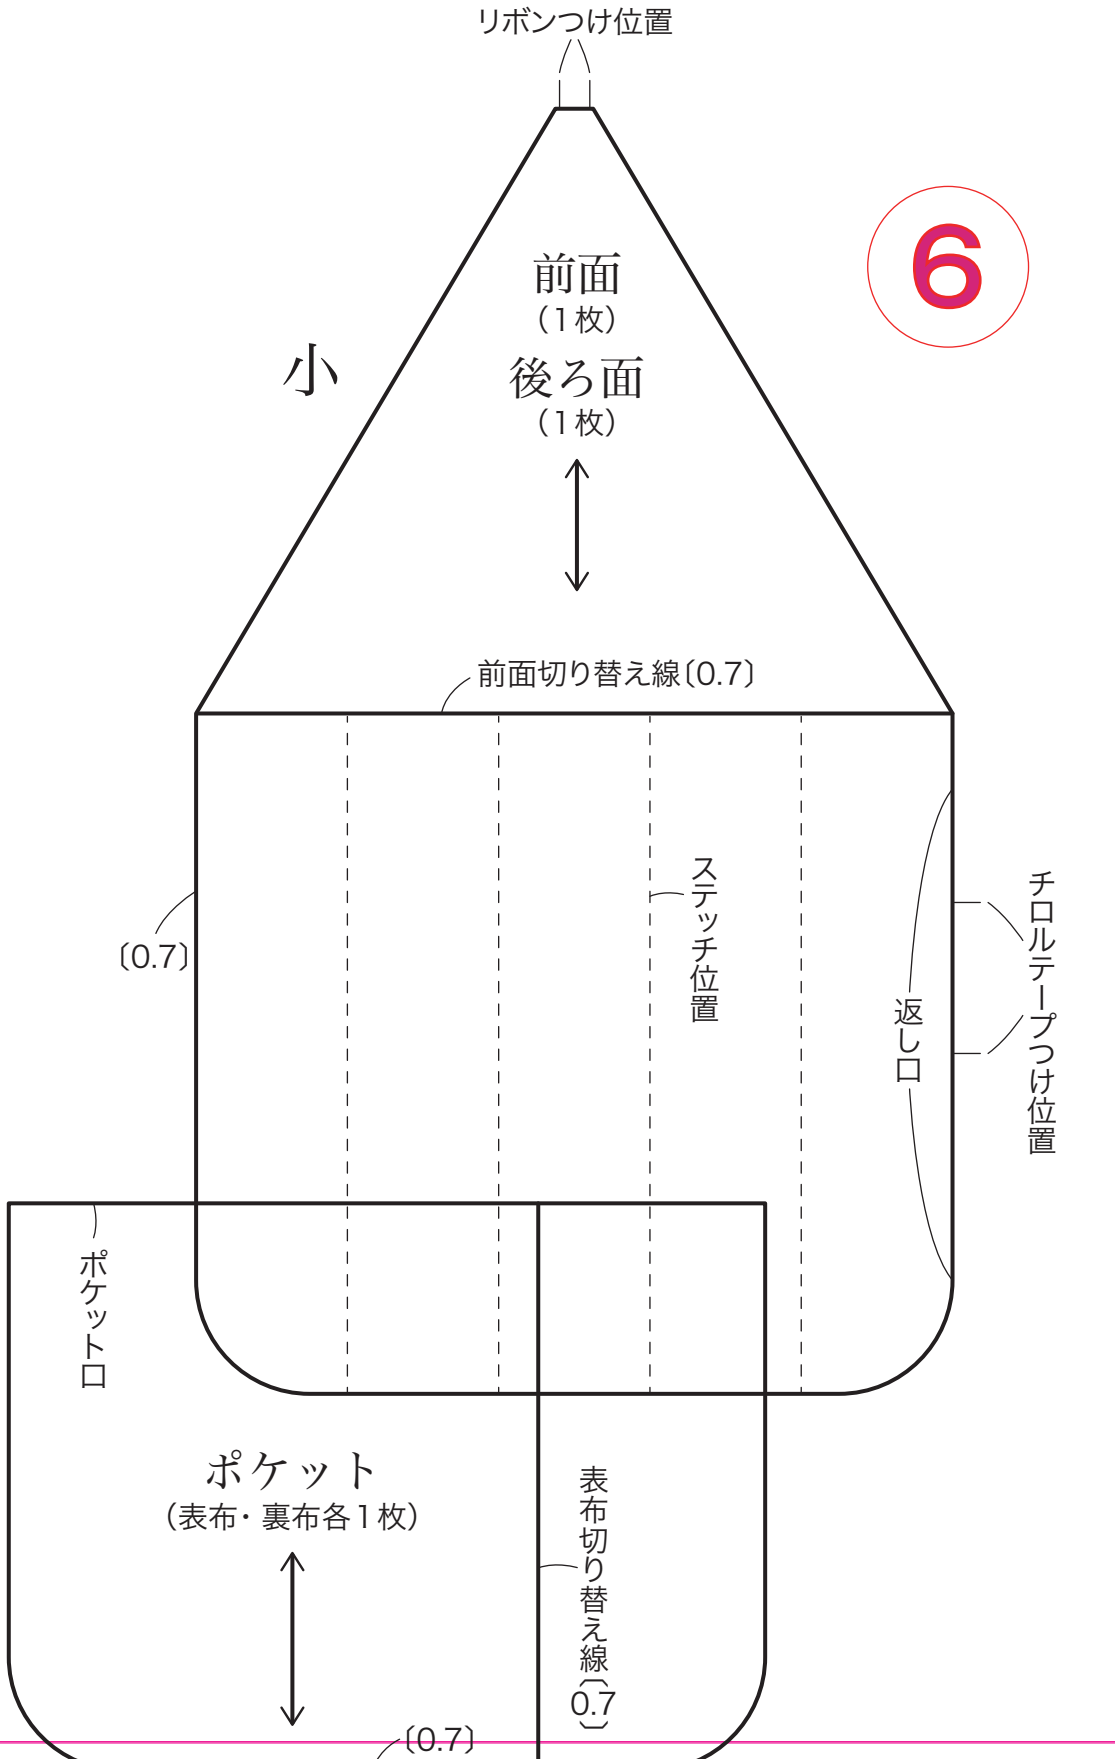 リボンつけ位置
6
小
前面
（1枚）
後ろ面
（1枚）
前面切り替え線〔0.7〕
〔0.7〕
ステッチ位置
返し口
チロルテープつけ位置
ポケット口
ポケット
（表布・裏布各1枚）
表布切り替え線〔0.7〕
〔0.7〕